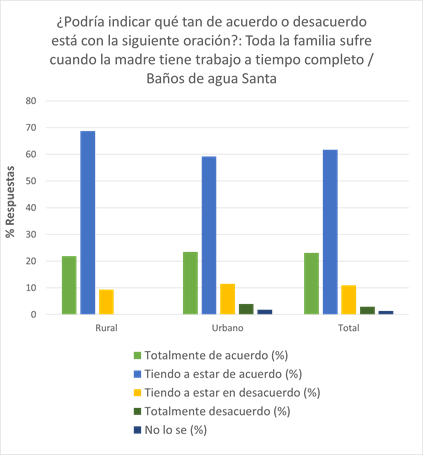 ¿Podría indicar qué tan de acuerdo o desacuerdo
está con la siguiente oración?: Toda la familia sufre
cuando la madre tiene trabajo a tiempo completo /
Baños de agua Santa
% Respuestas
80
70
60
50
40
30
20
10
0
Rural
Urbano
Total
Totalmente de acuerdo (%)
Tiendo a estar de acuerdo (%)
Tiendo a estar en desacuerdo (%)
Totalmente desacuerdo (%)
No lo se (%)